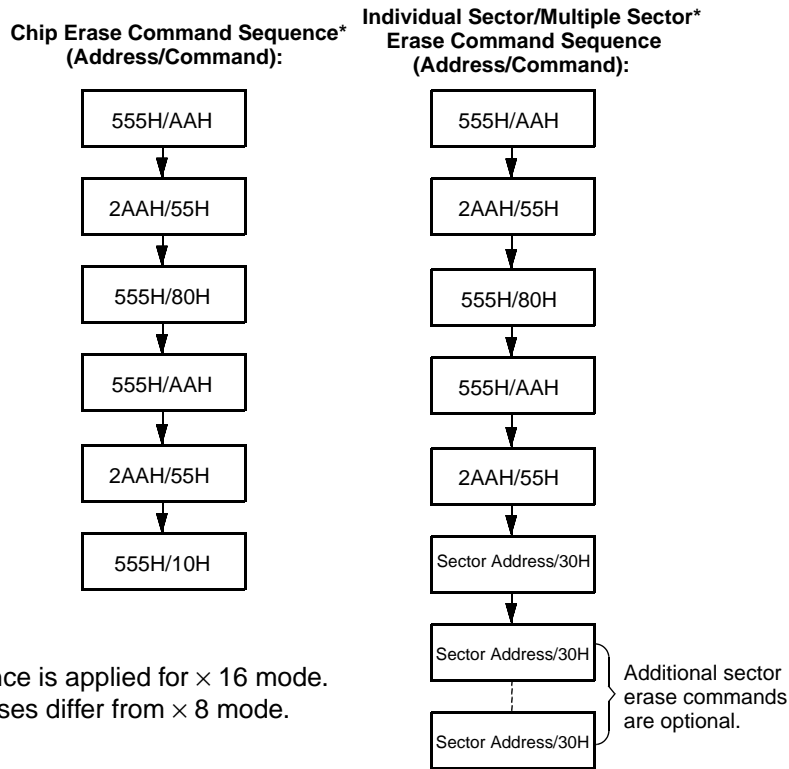 Chip Erase Command Sequence*
(Address/Command):
555H/AAH
2AAH/55H
555H/80H
555H/AAH
2AAH/55H
555H/10H
Individual Sector/Multiple Sector*
Erase Command Sequence
(Address/Command):
555H/AAH
2AAH/55H
555H/80H
555H/AAH
2AAH/55H
Sector Address/30H
Sector Address/30H
Sector Address/30H
Additional sector
erase commands
are optional.
is applied for × 16 mode.
differ from × 8 mode.